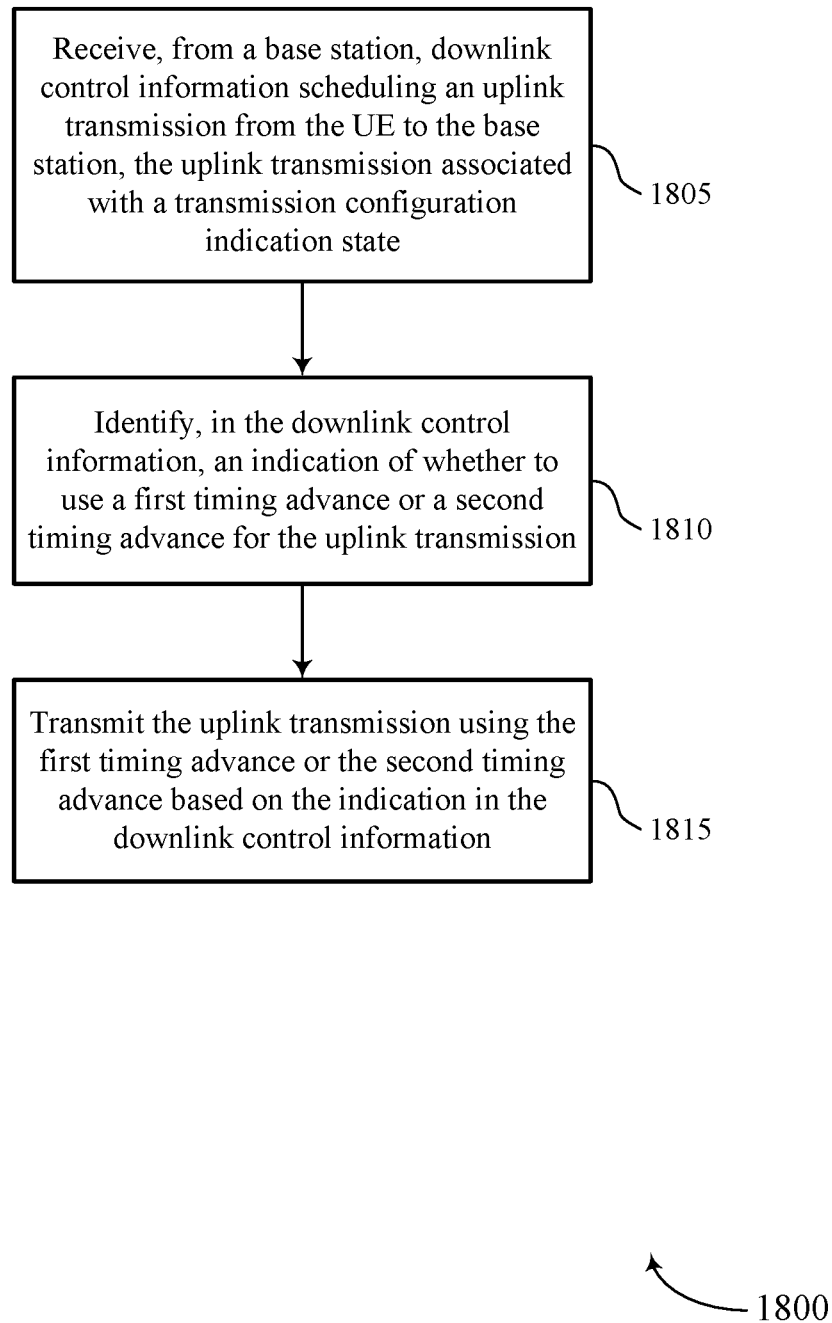 Receive, from a base station, downlink
control information scheduling an uplink
transmission from the UE to the base
station, the uplink transmission associated
with a transmission configuration
indication state
1805
Identify, in the downlink control
information, an indication of whether to
use a first timing advance or a second
timing advance for the uplink transmission
1810
Transmit the uplink transmission using the
first timing advance or the second timing
advance based on the indication in the
downlink control information
1815
1800